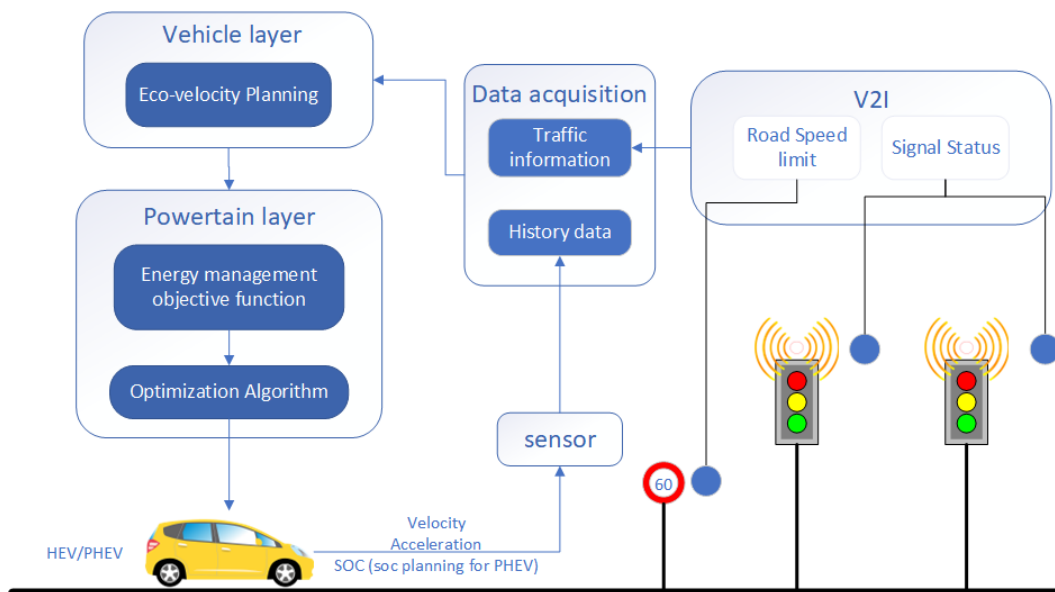 Vehicle layer
Eco-velocity Planning
Powertain layer
Energy management
objective function
Optimization Algorithm
HEV/PHEV
Velocity
Acceleration
SOC (soc planning for PHEV)
sensor
Data acquisition
Traffic
information
History data
V2I
Road Speed
limit
Signal Status
60